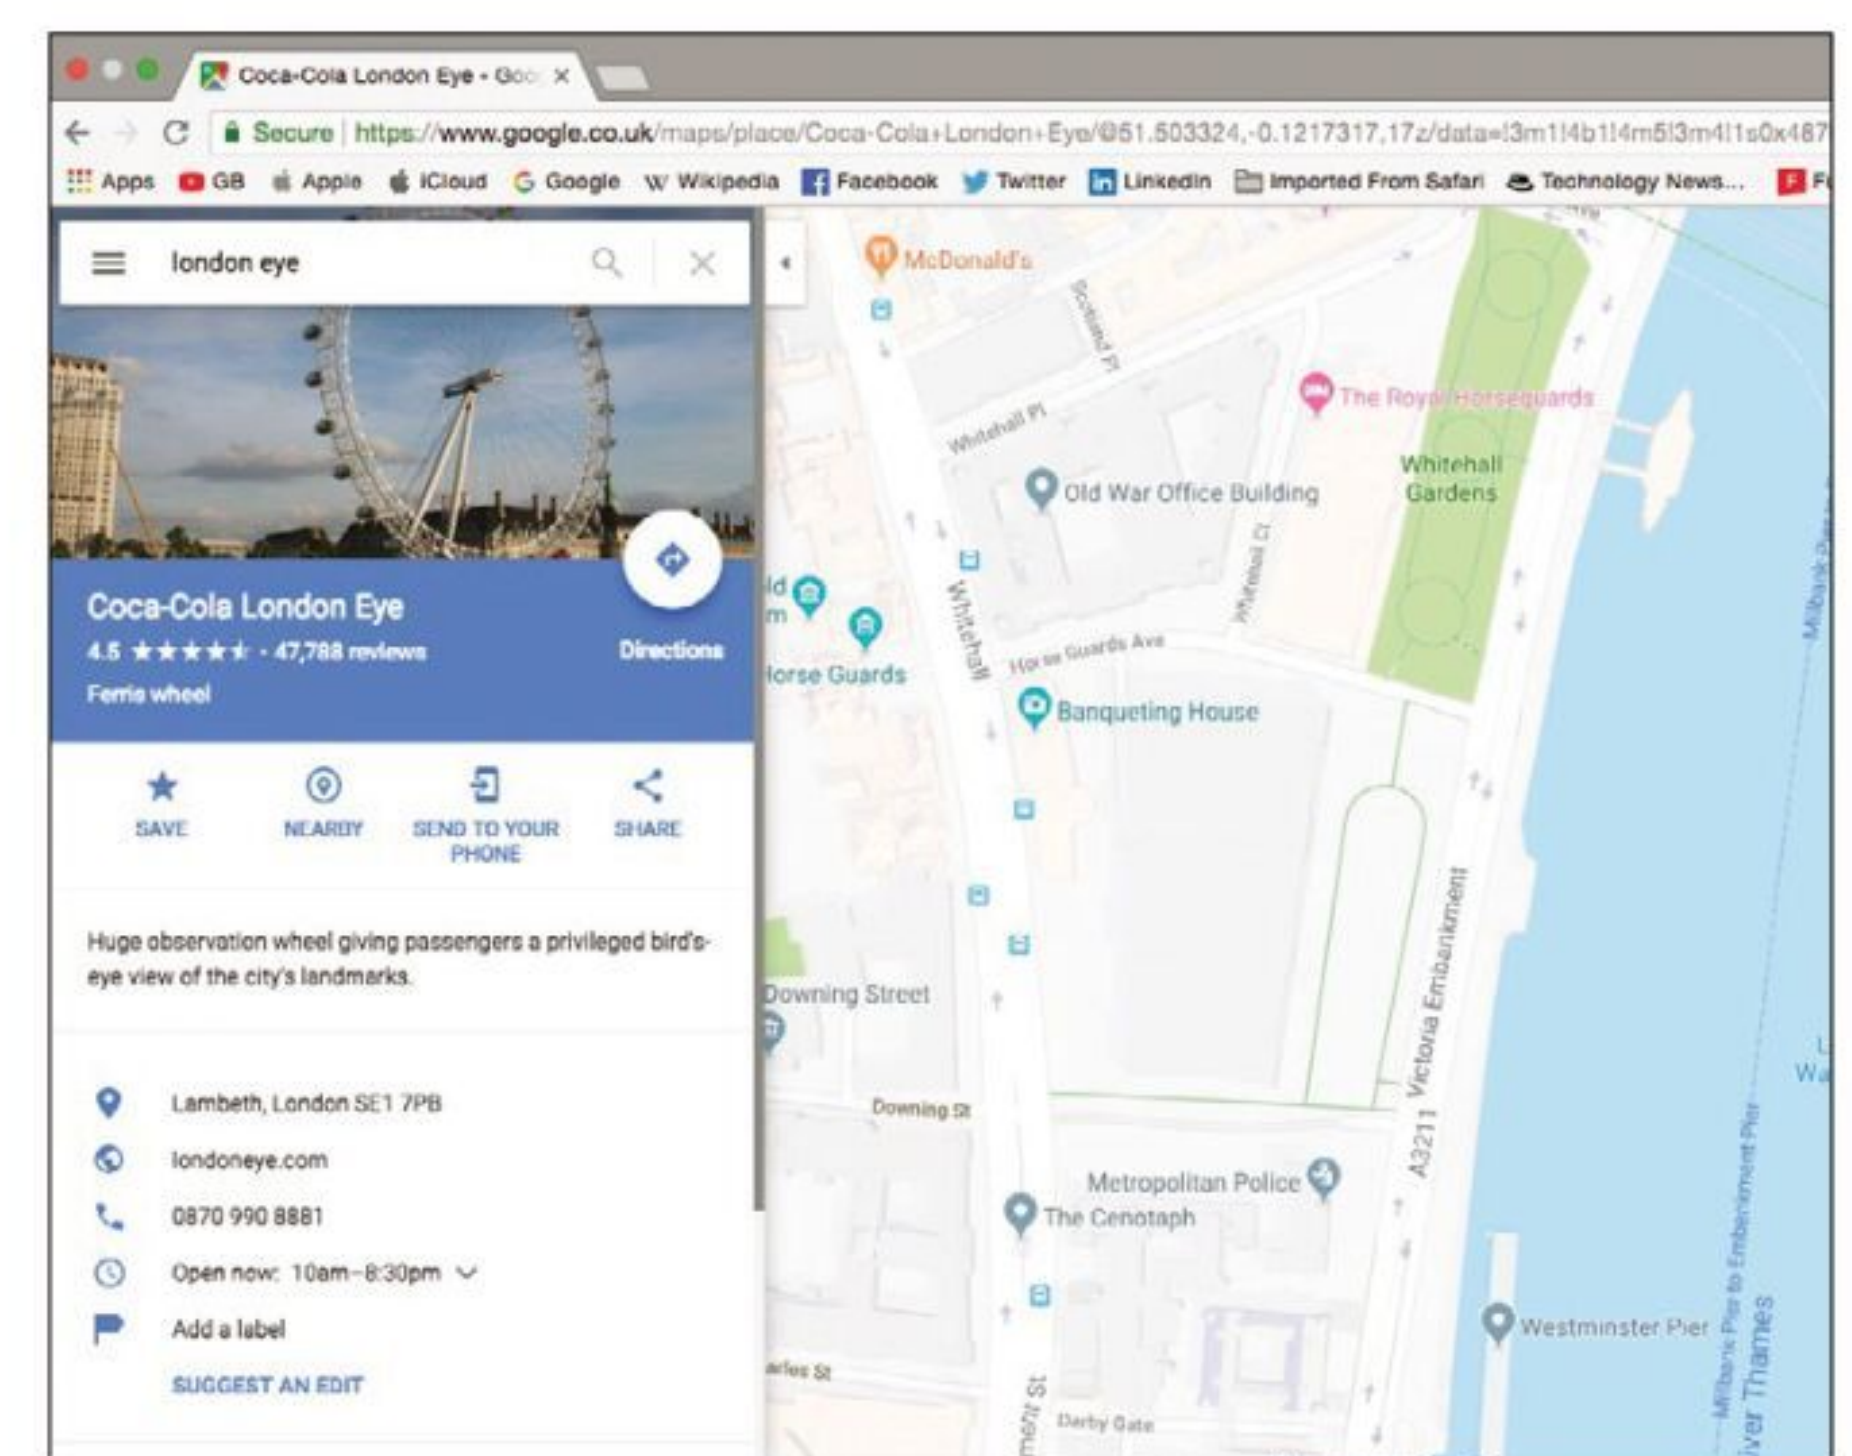 Coca-Cola London Eye - Goo
Secure | https://www.google.co.uk/maps/place/Coca-Cola+London+Eye/@51.503324,-0.1217317,17z/data=!3m1!4b1!4m5!3m4!1s0x487
Apps GB Apple iCloud Google Wikipedia Facebook Twitter LinkedIn Imported From Safari Technology News...
london eye
Coca-Cola London Eye
4.5 ★★★★★ · 47,788 reviews
Directions
Ferris wheel
SAVE
NEARBY
SEND TO YOUR
PHONE
SHARE
Huge observation wheel giving passengers a privileged bird's-
eye view of the city's landmarks.
Lambeth, London SE1 7PB
londoneye.com
0870 990 8881
Open now: 10am–8:30pm
Add a label
SUGGEST AN EDIT
McDonald's
Scotland Pl
The Royal Horseguards
Whitehall Pl
Whitehall
Gardens
Old War Office Building
Whitehall Ct
Whitehall
Horse Guards Ave
orse Guards
Banqueting House
Downing Street
Victoria Embankment
Downing St
A3211
Metropolitan Police
The Cenotaph
Westminster Pier
Millbank Pier to Embankment Pier
ver Thames
arles St
ment St
Derby Gate